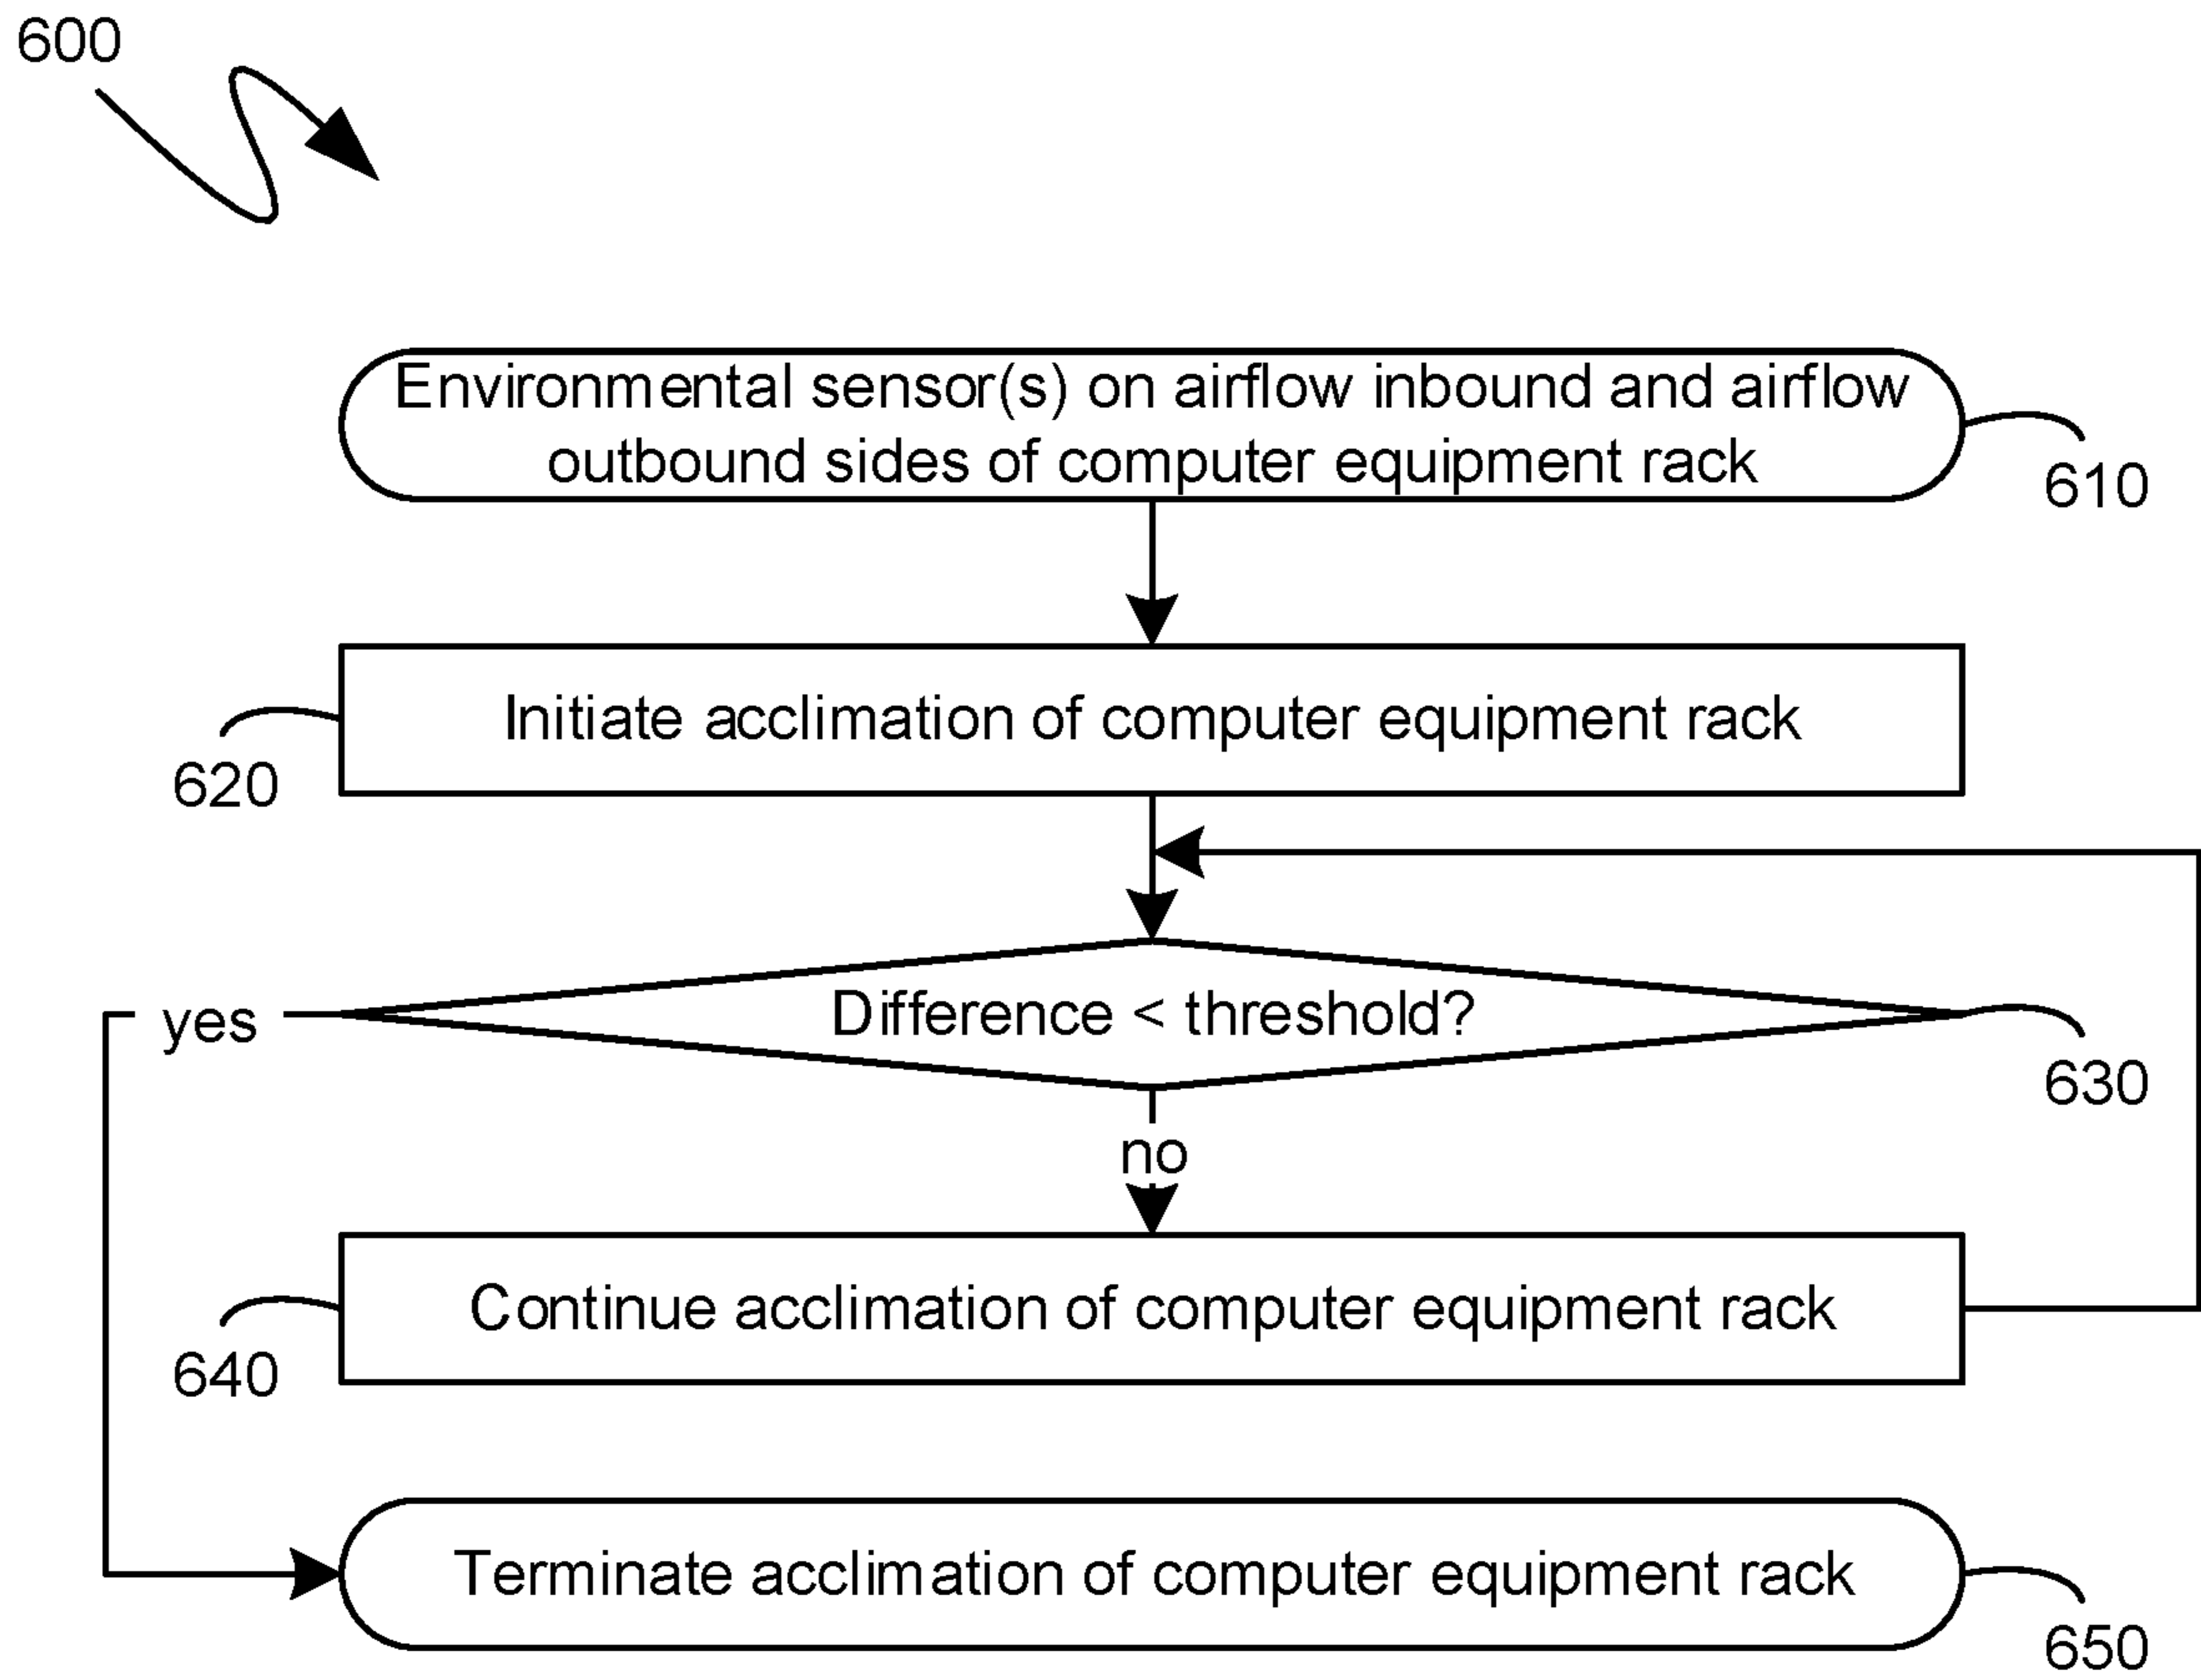 600
Environmental sensor(s) on airflow inbound and airflow
outbound sides of computer equipment rack
610
Initiate acclimation of computer equipment rack
620
Difference < threshold?
yes
630
no
Continue acclimation of computer equipment rack
640
Terminate acclimation of computer equipment rack
650